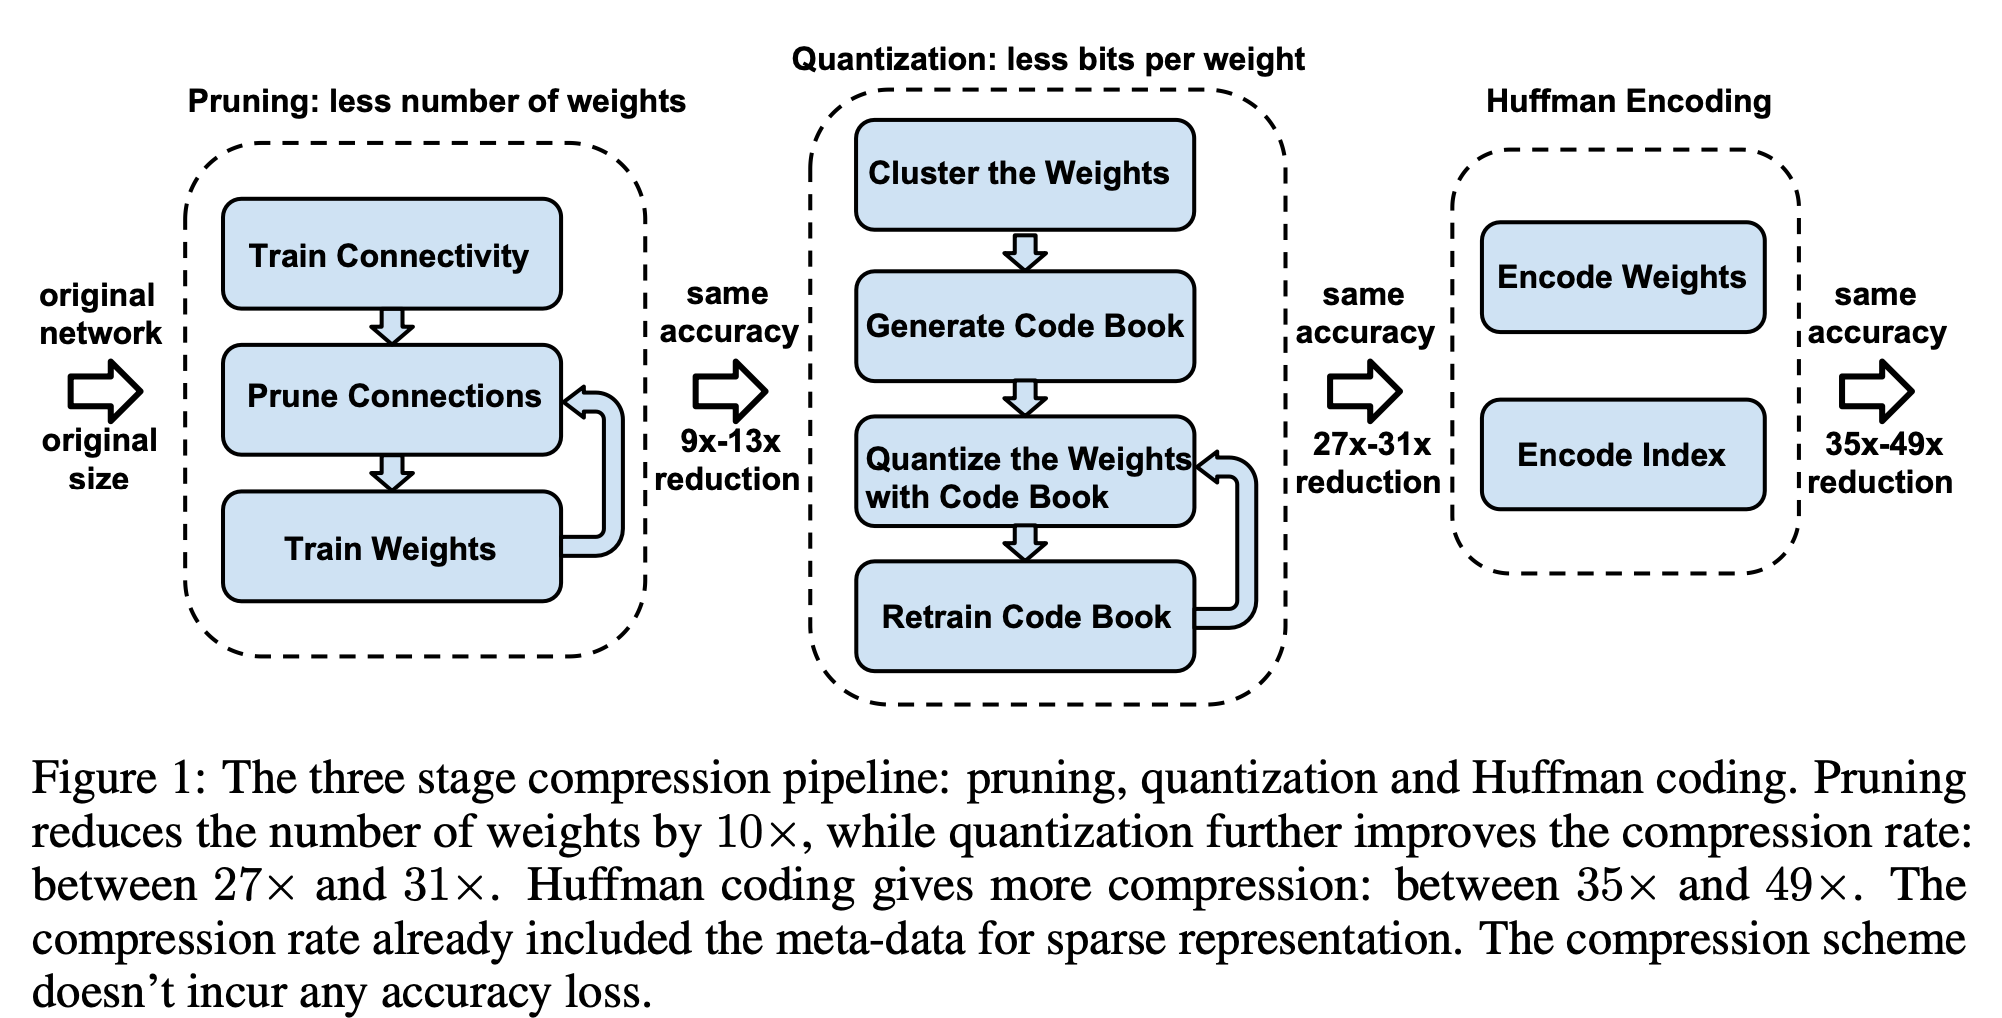 Pruning: less number of weights
Quantization: less bits per weight
Huffman Encoding
original
network
original
size
Train Connectivity
Prune Connections
Train Weights
same
accuracy
9x-13x
reduction
Cluster the Weights
Generate Code Book
Quantize the Weights
with Code Book
Retrain Code Book
same
accuracy
27x-31x
reduction
Encode Weights
Encode Index
same
accuracy
35x-49x
reduction
Figure 1: The three stage compression pipeline: pruning, quantization and Huffman coding. Pruning
reduces the number of weights by 10×, while quantization further improves the compression rate:
between 27× and 31×. Huffman coding gives more compression: between 35× and 49×. The
compression rate already included the meta-data for sparse representation. The compression scheme
doesn’t incur any accuracy loss.